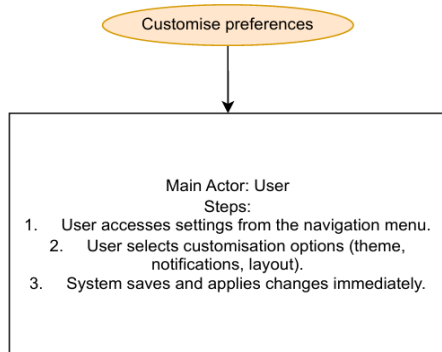 Customise preferences
Main Actor: User
Steps:
1. User accesses settings from the navigation menu.
2. User selects customisation options (theme,
notifications, layout).
3. System saves and applies changes immediately.